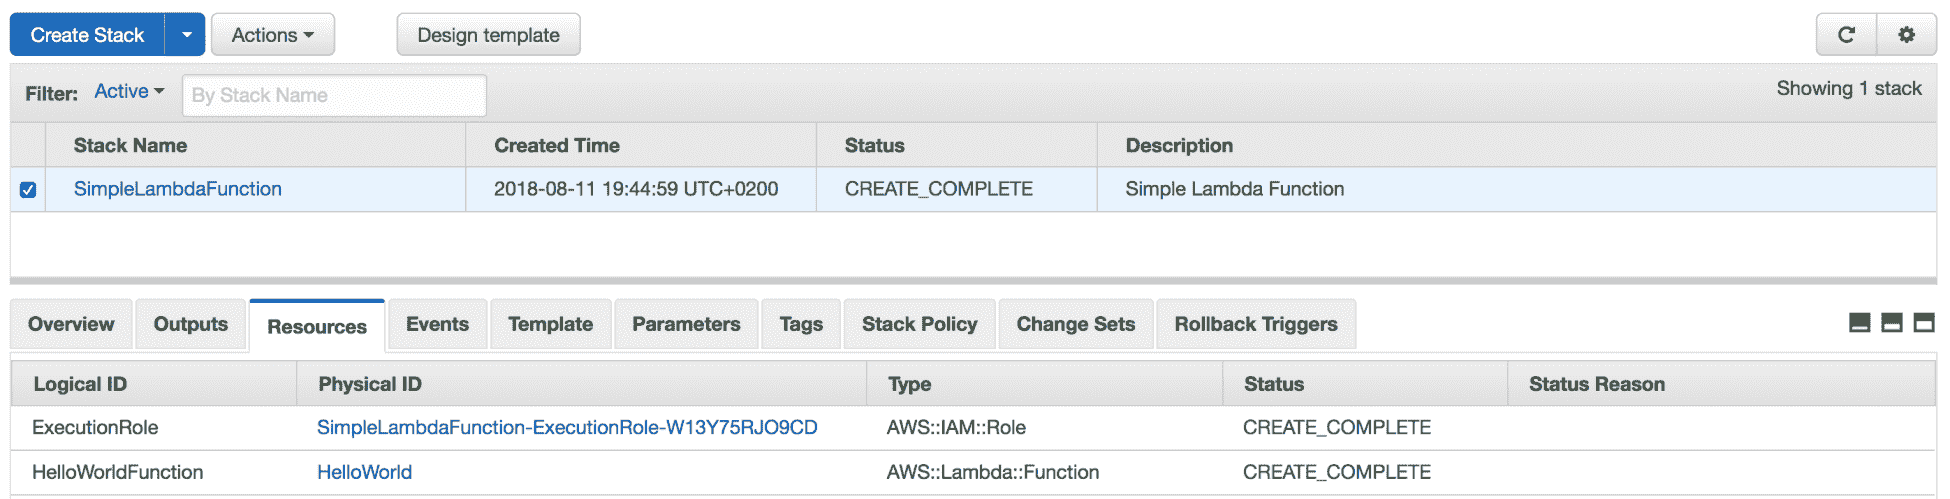 Create Stack Actions Design template
Filter: Active By Stack Name Showing 1 stack
Stack Name Created Time Status Description
SimpleLambdaFunction 2018-08-11 19:44:59 UTC+0200 CREATE_COMPLETE Simple Lambda Function
Overview Outputs Resources Events Template Parameters Tags Stack Policy Change Sets Rollback Triggers
Logical ID Physical ID Type Status Status Reason
ExecutionRole SimpleLambdaFunction-ExecutionRole-W13Y75RJO9CD AWS::IAM::Role CREATE_COMPLETE
HelloWorldFunction HelloWorld AWS::Lambda::Function CREATE_COMPLETE